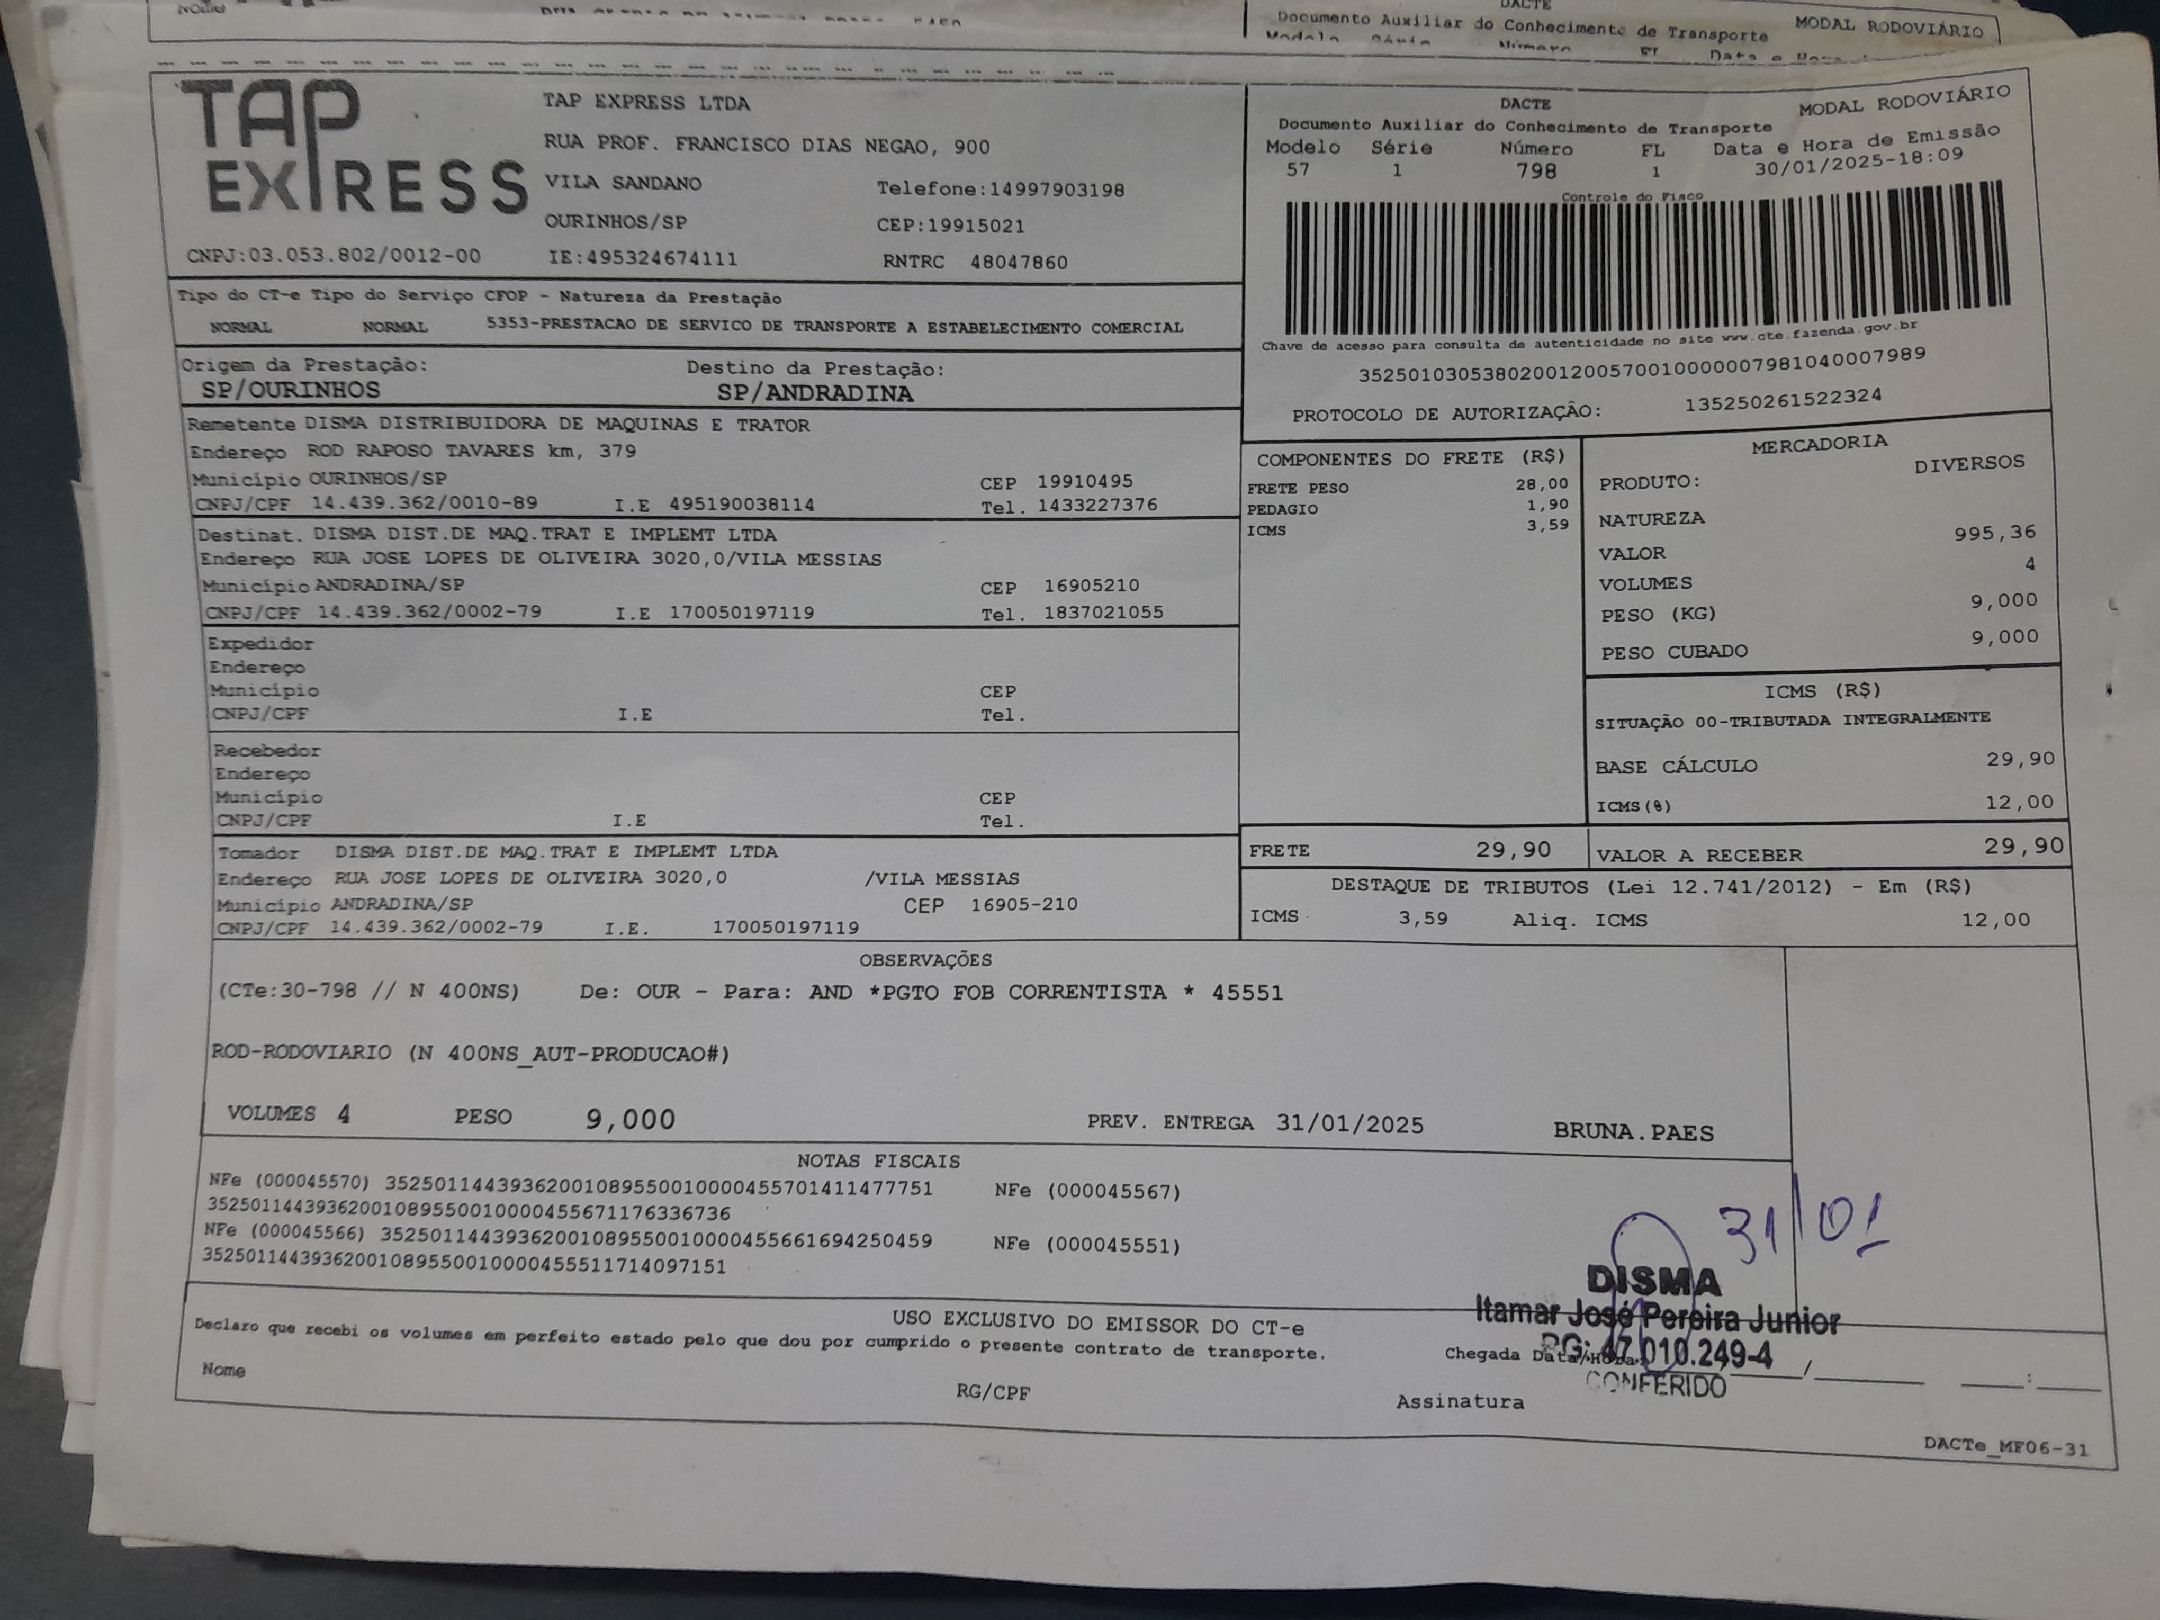 DACTE
Documento Auxiliar do Conhecimento de Transporte MODAL RODOVIÁRIO
TAP EXPRESS
TAP EXPRESS LTDA
RUA PROF. FRANCISCO DIAS NEGAO, 900
VILA SANDANO Telefone:14997903198
OURINHOS/SP CEP:19915021
CNPJ:03.053.802/0012-00 IE:495324674111 RNTRC 48047860
DACTE MODAL RODOVIÁRIO
Documento Auxiliar do Conhecimento de Transporte
Modelo Série Número FL Data e Hora de Emissão
57 1 798 1 30/01/2025-18:09
Controle do Fisco
Chave de acesso para consulta de autenticidade no site www.cte.fazenda.gov.br
35250103053802001200570010000007981040007989
PROTOCOLO DE AUTORIZAÇÃO: 135250261522324
Tipo do CT-e Tipo do Serviço CFOP - Natureza da Prestação
NORMAL NORMAL 5353-PRESTACAO DE SERVICO DE TRANSPORTE A ESTABELECIMENTO COMERCIAL
Origem da Prestação: Destino da Prestação:
SP/OURINHOS SP/ANDRADINA
Remetente DISMA DISTRIBUIDORA DE MAQUINAS E TRATOR
Endereço ROD RAPOSO TAVARES km, 379
Município OURINHOS/SP CEP 19910495
CNPJ/CPF 14.439.362/0010-89 I.E 495190038114 Tel. 1433227376
Destinat. DISMA DIST.DE MAQ.TRAT E IMPLEMT LTDA
Endereço RUA JOSE LOPES DE OLIVEIRA 3020,0/VILA MESSIAS
Município ANDRADINA/SP CEP 16905210
CNPJ/CPF 14.439.362/0002-79 I.E 170050197119 Tel. 1837021055
Expedidor
Endereço
Município CEP
CNPJ/CPF I.E Tel.
Recebedor
Endereço
Município CEP
CNPJ/CPF I.E Tel.
Tomador DISMA DIST.DE MAQ.TRAT E IMPLEMT LTDA
Endereço RUA JOSE LOPES DE OLIVEIRA 3020,0 /VILA MESSIAS
Município ANDRADINA/SP CEP 16905-210
CNPJ/CPF 14.439.362/0002-79 I.E. 170050197119
COMPONENTES DO FRETE (R$)
FRETE PESO 28,00
PEDAGIO 1,90
ICMS 3,59
MERCADORIA
PRODUTO: DIVERSOS
NATUREZA
VALOR 995,36
VOLUMES 4
PESO (KG) 9,000
PESO CUBADO 9,000
ICMS (R$)
SITUAÇÃO 00-TRIBUTADA INTEGRALMENTE
BASE CÁLCULO 29,90
ICMS(%) 12,00
FRETE 29,90 VALOR A RECEBER 29,90
DESTAQUE DE TRIBUTOS (Lei 12.741/2012) - Em (R$)
ICMS 3,59 Aliq. ICMS 12,00
OBSERVAÇÕES
(CTe:30-798 // N 400NS) De: OUR - Para: AND *PGTO FOB CORRENTISTA * 45551
ROD-RODOVIARIO (N 400NS_AUT-PRODUCAO#)
VOLUMES 4 PESO 9,000 PREV. ENTREGA 31/01/2025 BRUNA.PAES
NOTAS FISCAIS
NFe (000045570) 35250114439362001089550010000455701411477751 NFe (000045567)
35250114439362001089550010000455671176336736
NFe (000045566) 35250114439362001089550010000455661694250459 NFe (000045551)
35250114439362001089550010000455511714097151
31/01
DISMA
Itamar José Pereira Junior
RG: 47.010.249-4
CONFERIDO
USO EXCLUSIVO DO EMISSOR DO CT-e
Declaro que recebi os volumes em perfeito estado pelo que dou por cumprido o presente contrato de transporte.
Chegada Data/Hora: / :
Nome RG/CPF Assinatura
DACTe_MF06-31